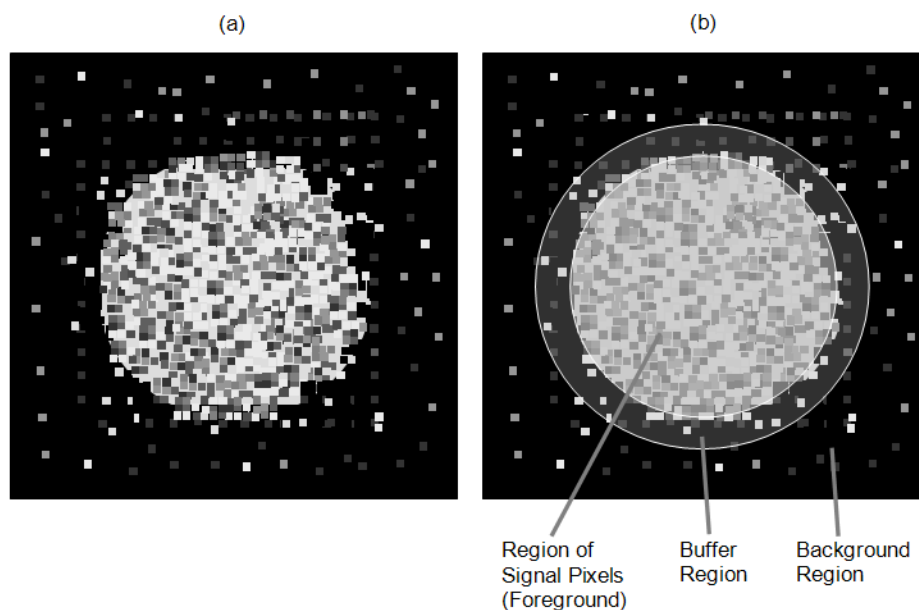 (a)
(b)
Region of
Signal Pixels
(Foreground)
Buffer
Region
Background
Region